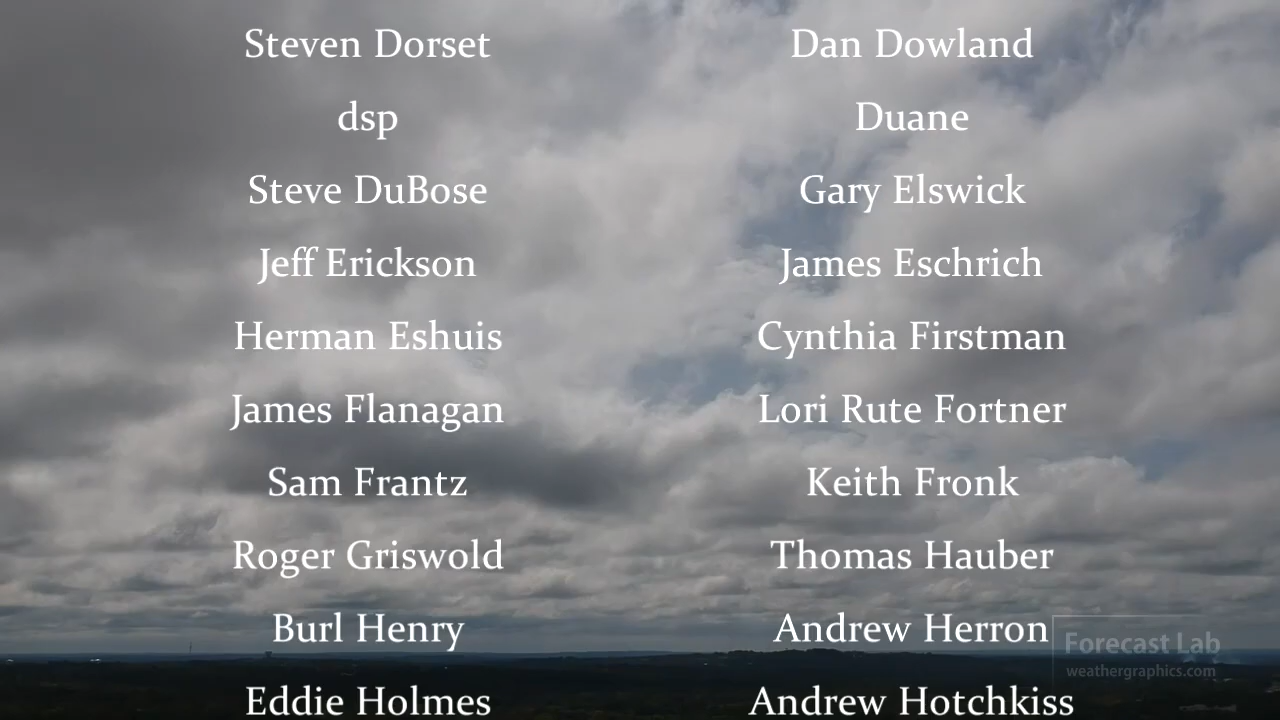 Steven Dorset Dan Dowland
dsp Duane
Steve DuBose Gary Elswick
Jeff Erickson James Eschrich
Herman Eshuis Cynthia Firstman
James Flanagan Lori Rute Fortner
Sam Frantz Keith Fronk
Roger Griswold Thomas Hauber
Burl Henry Andrew Herron
Eddie Holmes Andrew Hotchkiss
Forecast Lab
weathergraphics.com